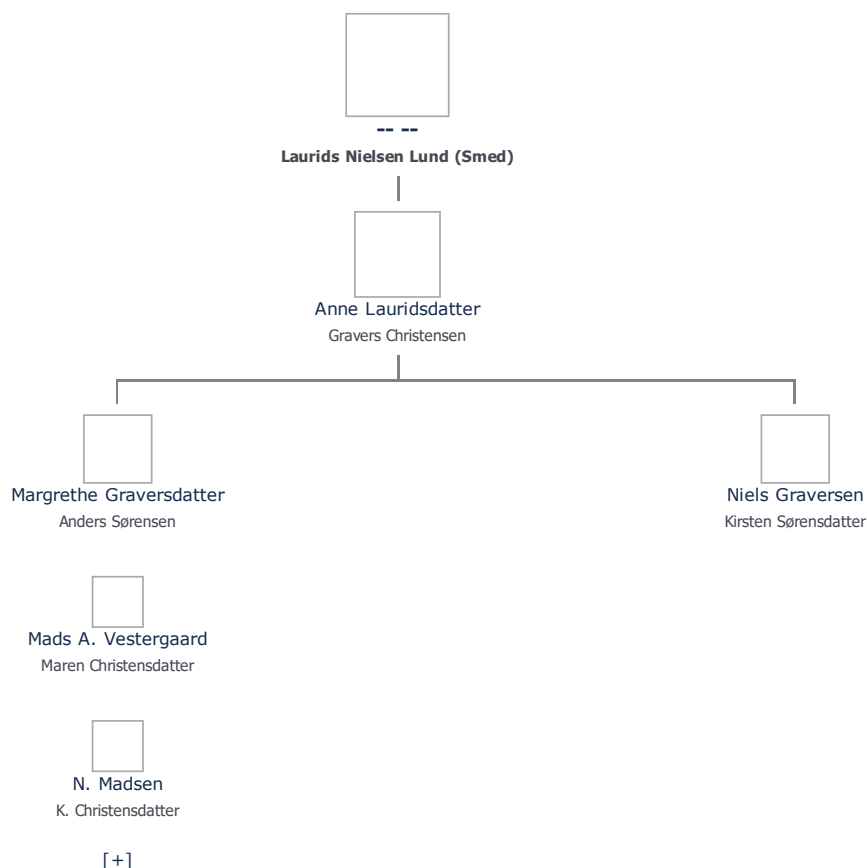 -- --
Laurids Nielsen Lund (Smed)
Anne Lauridsdatter
Gravers Christensen
Margrethe Graversdatter
Anders Sørensen
Niels Graversen
Kirsten Sørensdatter
Mads A. Vestergaard
Maren Christensdatter
N. Madsen
K. Christensdatter
[+]